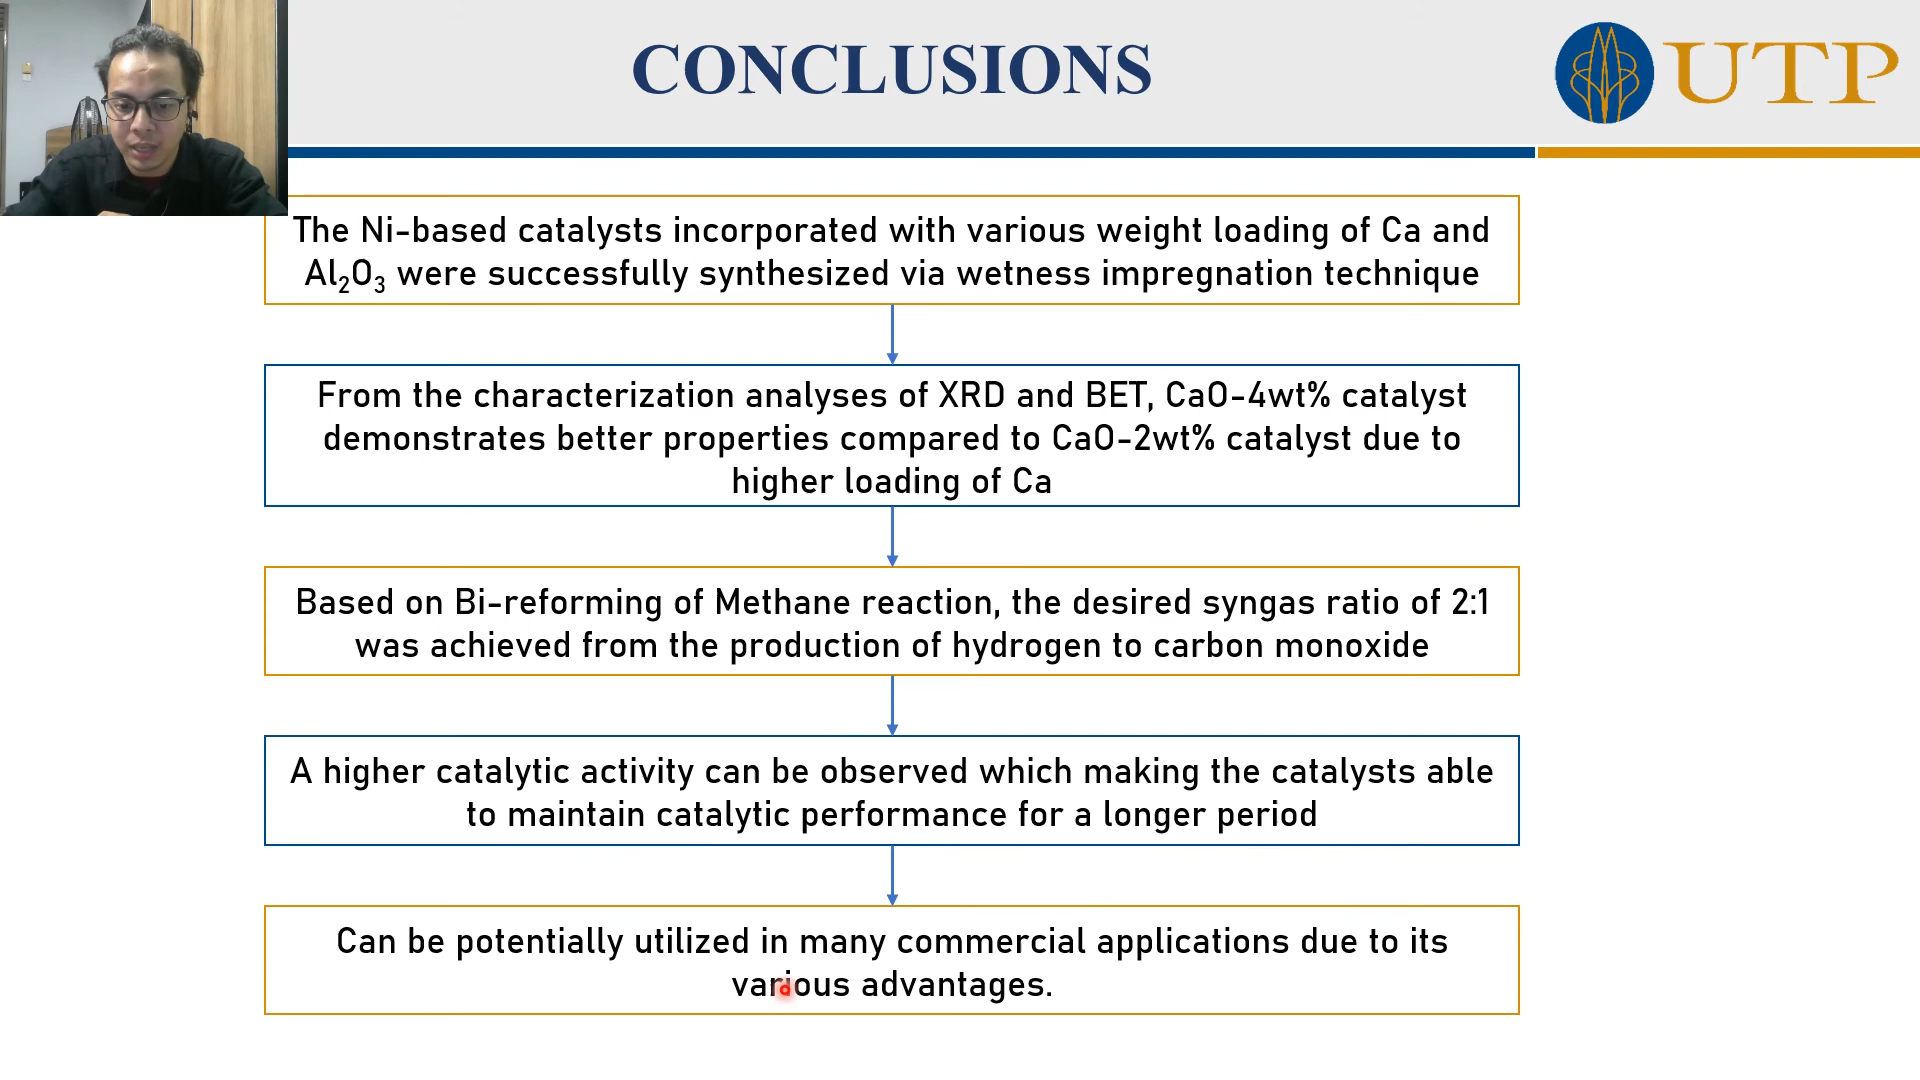 CONCLUSIONS
UTP
The Ni-based catalysts incorporated with various weight loading of Ca and
Al₂O₃ were successfully synthesized via wetness impregnation technique
From the characterization analyses of XRD and BET, CaO-4wt% catalyst
demonstrates better properties compared to CaO-2wt% catalyst due to
higher loading of Ca
Based on Bi-reforming of Methane reaction, the desired syngas ratio of 2:1
was achieved from the production of hydrogen to carbon monoxide
A higher catalytic activity can be observed which making the catalysts able
to maintain catalytic performance for a longer period
Can be potentially utilized in many commercial applications due to its
various advantages.